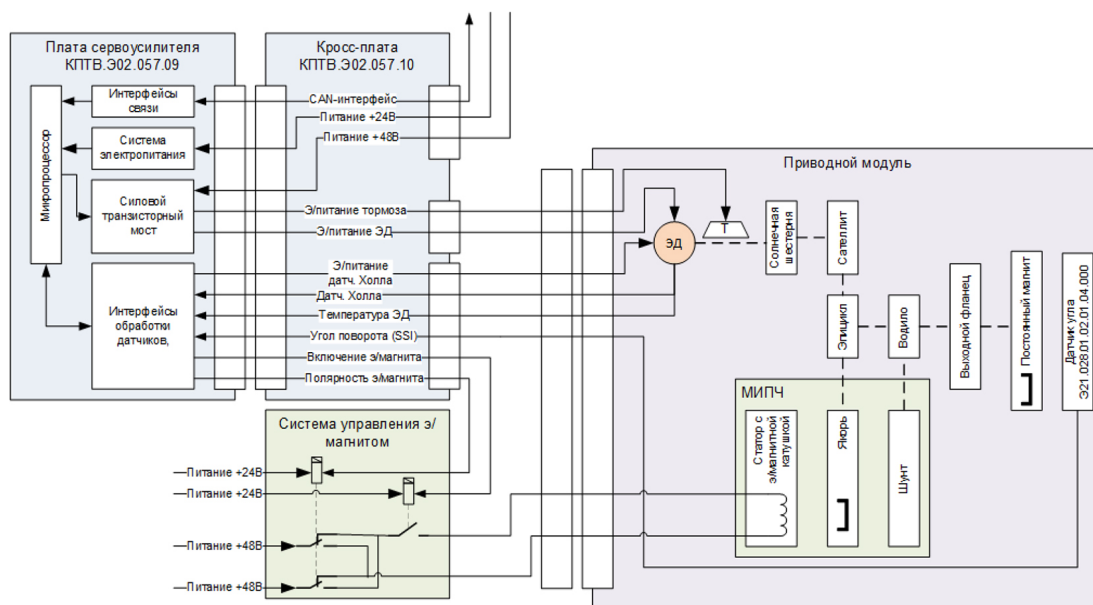 Плата сервоусилителя
КПТВ.Э02.057.09
Микропроцессор
Интерфейсы
связи
Система
электропитания
Силовой
транзисторный
мост
Интерфейсы
обработки
датчиков,
Кросс-плата
КПТВ.Э02.057.10
CAN-интерфейс
Питание +24В
Питание +48В
Э/питание тормоза
Э/питание ЭД
Э/питание
датч. Холла
Датч. Холла
Температура ЭД
Угол поворота (SSI)
Включение э/магнита
Полярность э/магнита
Система управления э/
магнитом
Питание +24В
Питание +24В
Питание +48В
Питание +48В
Приводной модуль
ЭД
Т
Солнечная
шестерня
Сателлит
Эпицикл
Водило
Выходной фланец
Постоянный магнит
Датчик угла
Э21.02801.02.01.04.000
МИПЧ
Статор с
э/магнитной
катушкой
Якорь
Шунт